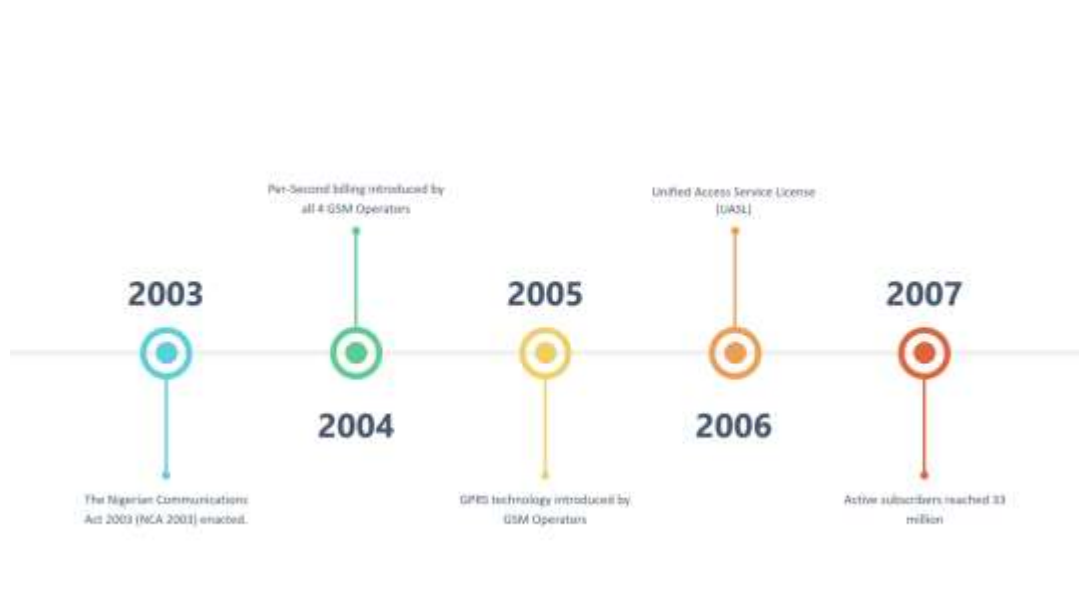 Per-Second billing introduced by
all 4 GSM Operators
Unified Access Service License
(UASL)
2003
2005
2007
2004
2006
The Nigerian Communications
Act 2003 (NCA 2003) enacted.
GPRS technology introduced by
GSM Operators
Active subscribers reached 33
million